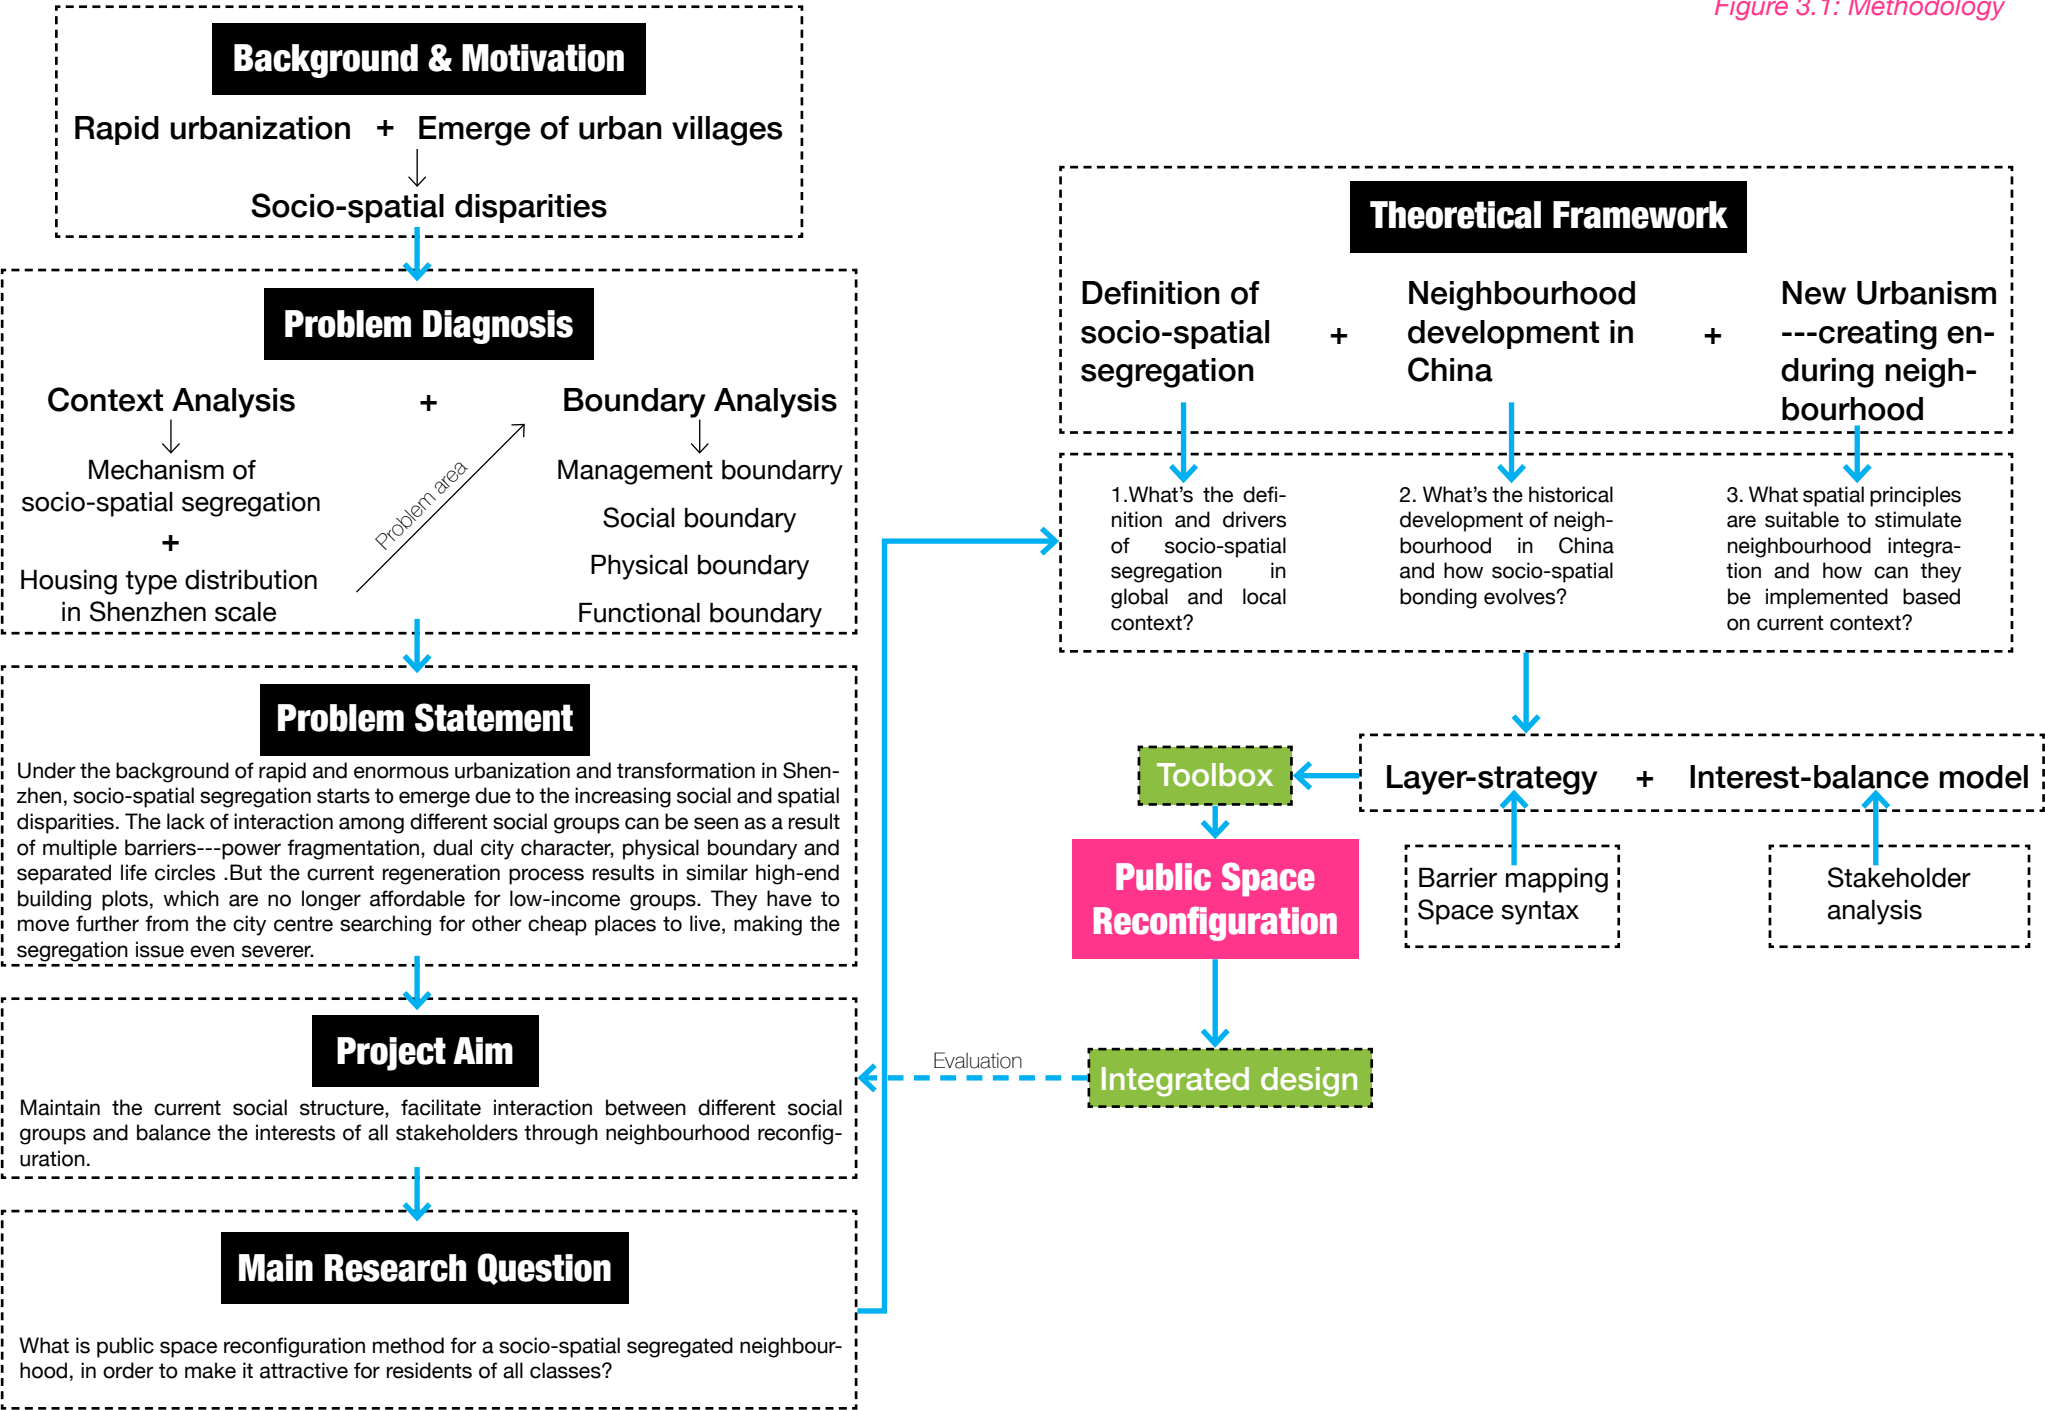 Figure 3.1: Methodology
Background & Motivation
Rapid urbanization + Emerge of urban villages
Socio-spatial disparities
Problem Diagnosis
Context Analysis + Boundary Analysis
Mechanism of
socio-spatial segregation
+
Housing type distribution
in Shenzhen scale
Problem area
Management boundarry
Social boundary
Physical boundary
Functional boundary
Problem Statement
Under the background of rapid and enormous urbanization and transformation in Shen-
zhen, socio-spatial segregation starts to emerge due to the increasing social and spatial
disparities. The lack of interaction among different social groups can be seen as a result
of multiple barriers---power fragmentation, dual city character, physical boundary and
separated life circles .But the current regeneration process results in similar high-end
building plots, which are no longer affordable for low-income groups. They have to
move further from the city centre searching for other cheap places to live, making the
segregation issue even severer.
Project Aim
Maintain the current social structure, facilitate interaction between different social
groups and balance the interests of all stakeholders through neighbourhood reconfig-
uration.
Main Research Question
What is public space reconfiguration method for a socio-spatial segregated neighbour-
hood, in order to make it attractive for residents of all classes?
Theoretical Framework
Definition of
socio-spatial
segregation
+
Neighbourhood
development in
China
+
New Urbanism
---creating en-
during neigh-
bourhood
1.What's the defi-
nition and drivers
of socio-spatial
segregation in
global and local
context?
2. What's the historical
development of neigh-
bourhood in China
and how socio-spatial
bonding evolves?
3. What spatial principles
are suitable to stimulate
neighbourhood integra-
tion and how can they
be implemented based
on current context?
Toolbox
Layer-strategy + Interest-balance model
Public Space
Reconfiguration
Barrier mapping
Space syntax
Stakeholder
analysis
Evaluation
Integrated design